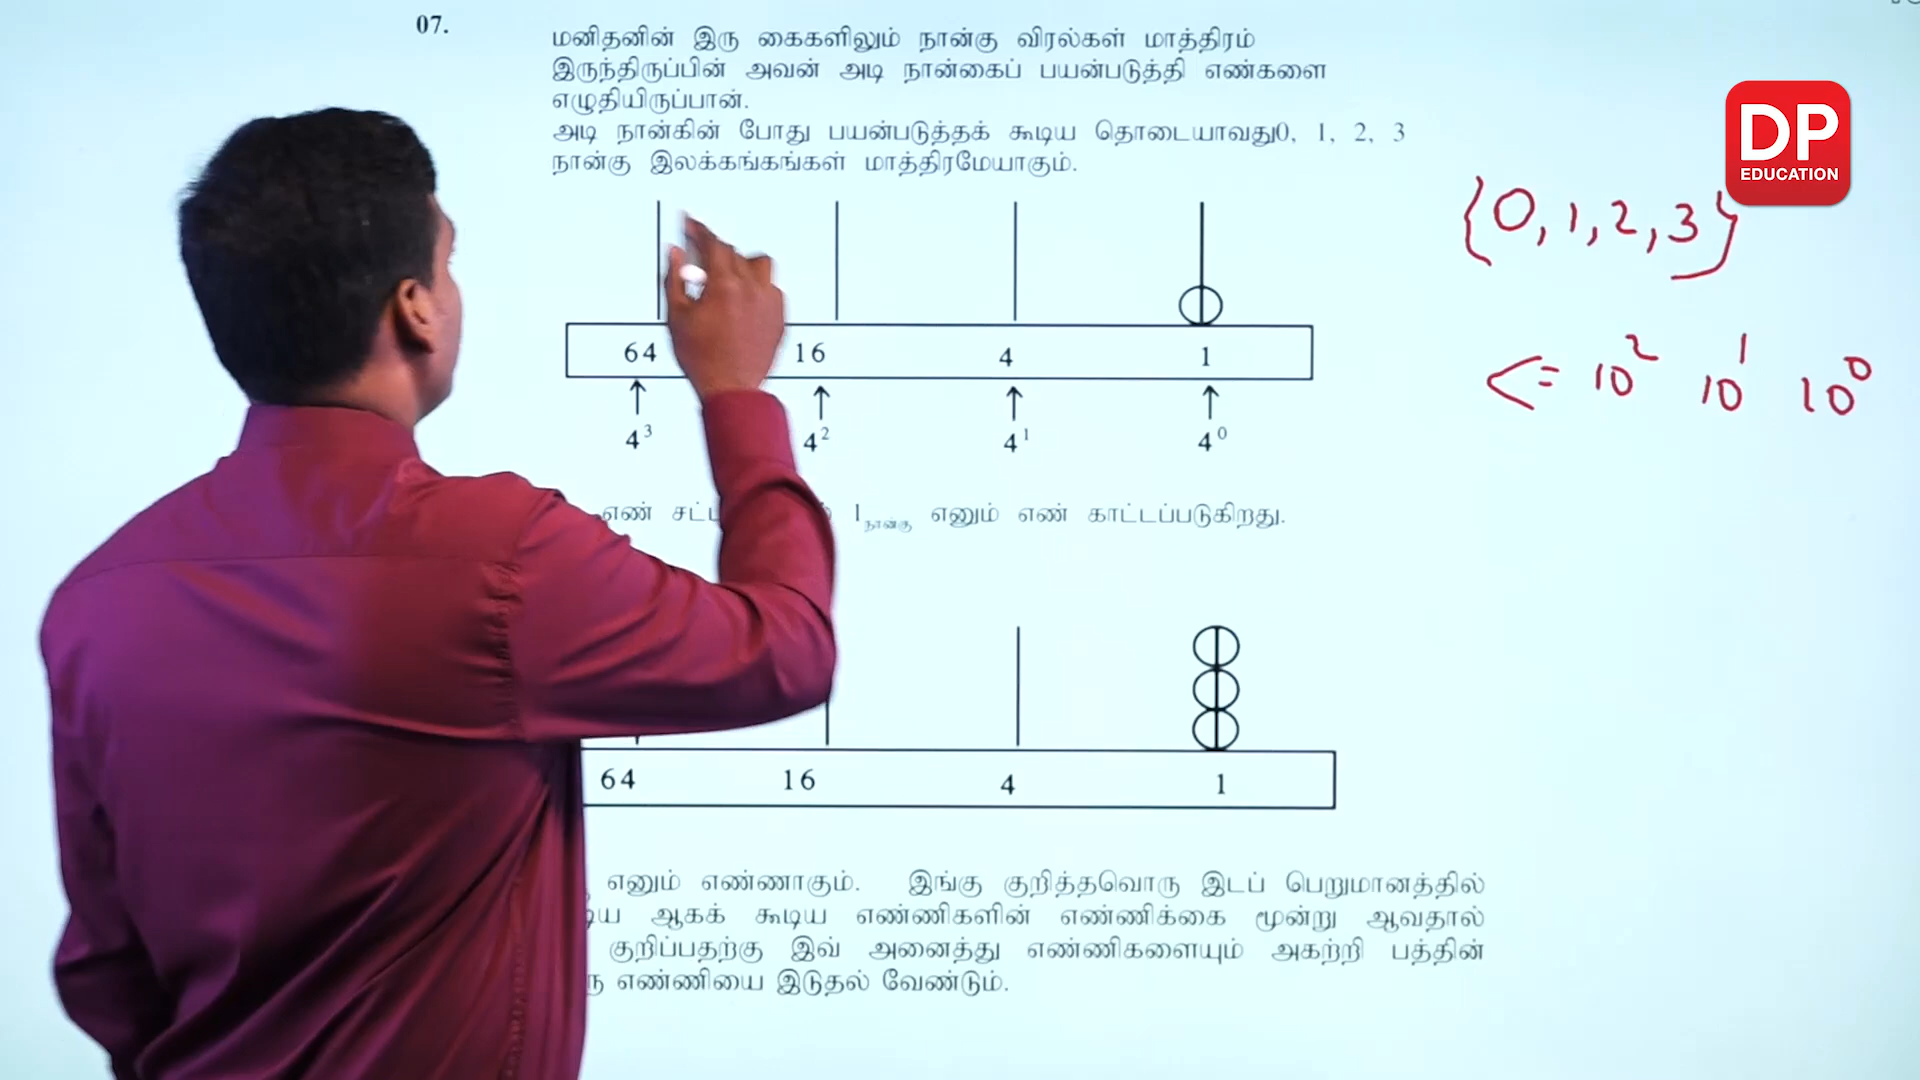 07.
மனிதனின் இரு கைகளிலும் நான்கு விரல்கள் மாத்திரம்
இருந்திருப்பின் அவன் அடி நான்கைப் பயன்படுத்தி எண்களை
எழுதியிருப்பான்.
அடி நான்கின் போது பயன்படுத்தக் கூடிய தொடையாவது0, 1, 2, 3
நான்கு இலக்கங்கங்கள் மாத்திரமேயாகும்.
DP
EDUCATION
{0, 1, 2, 3}
<= 10² 10¹ 10⁰
64 16 4 1
4³ 4² 4¹ 4⁰
எண் 1நான்கு எனும் எண் காட்டப்படுகிறது.
64 16 4 1
எனும் எண்ணாகும். இங்கு குறித்தவொரு இடப் பெறுமானத்தில்
ஆகக் கூடிய எண்ணிகளின் எண்ணிக்கை மூன்று ஆவதால்
குறிப்பதற்கு இவ் அனைத்து எண்ணிகளையும் அகற்றி பத்தின்
எண்ணியை இடுதல் வேண்டும்.